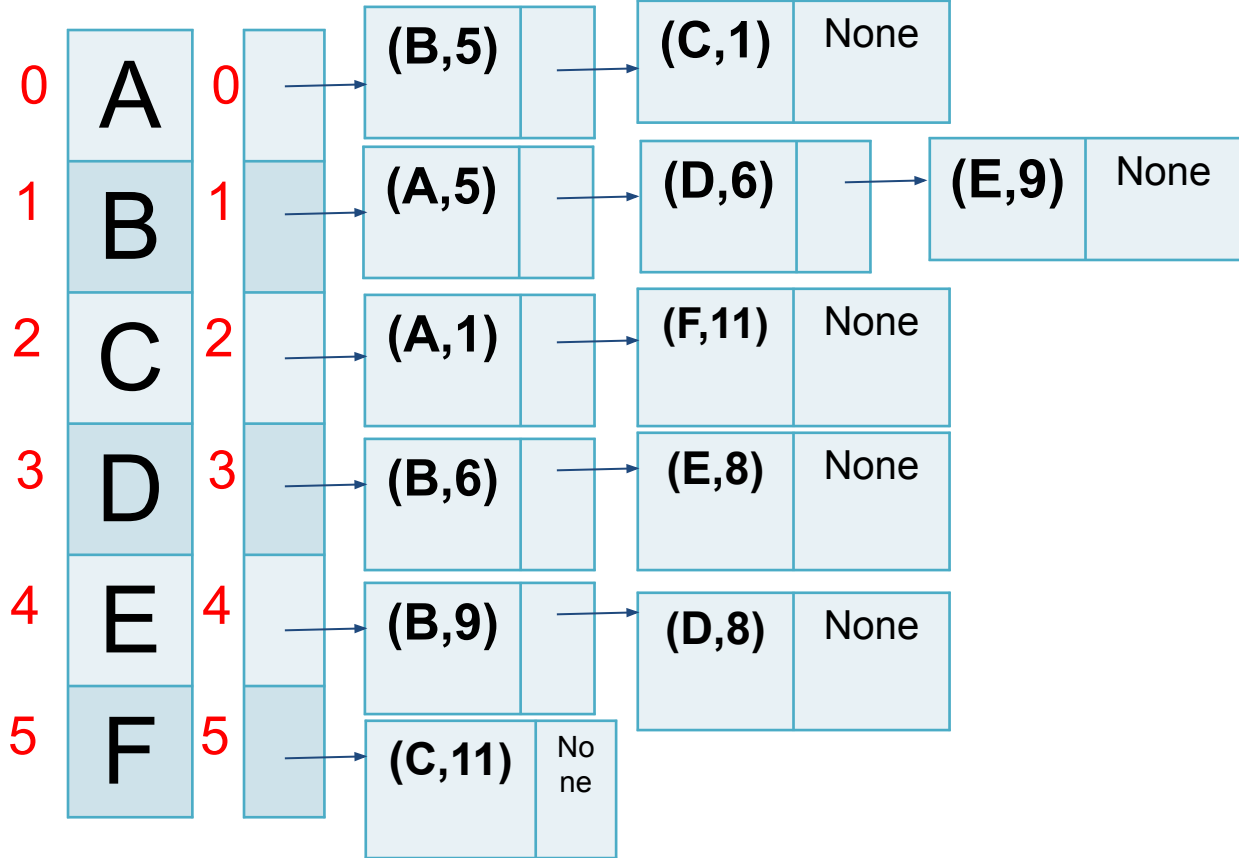 0 A 0 (B,5) (C,1) None
1 B 1 (A,5) (D,6) (E,9) None
2 C 2 (A,1) (F,11) None
3 D 3 (B,6) (E,8) None
4 E 4 (B,9) (D,8) None
5 F 5 (C,11) No
ne